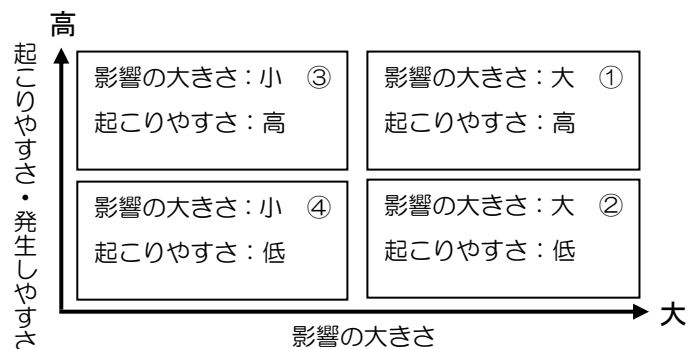 高
起こりやすさ・発生しやすさ
影響の大きさ：小　③
起こりやすさ：高
影響の大きさ：大　①
起こりやすさ：高
影響の大きさ：小　④
起こりやすさ：低
影響の大きさ：大　②
起こりやすさ：低
大
影響の大きさ